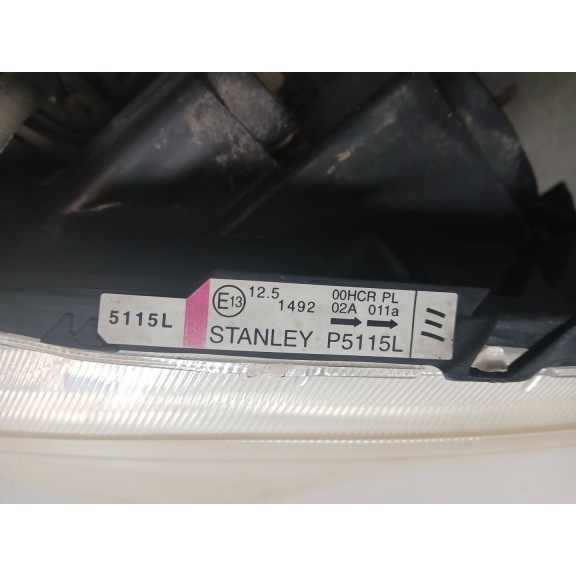 5115L
E13 12.5 1492 00HCR PL
02A 011a
STANLEY P5115L